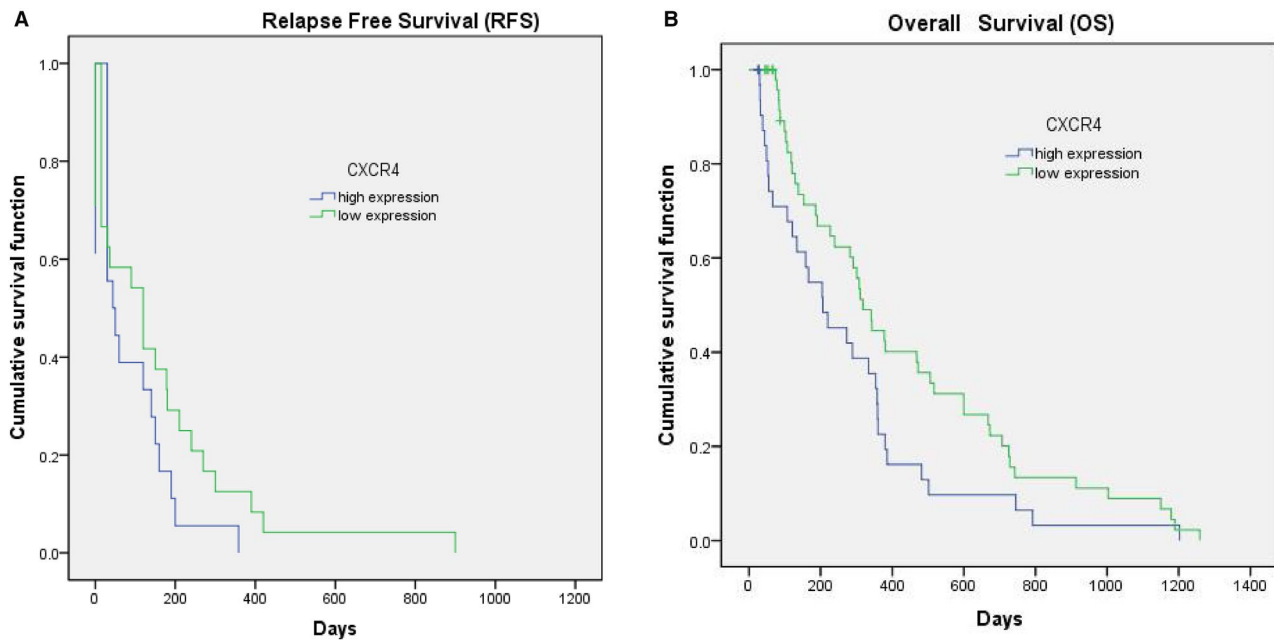 A
Relapse Free Survival (RFS)
Cumulative survival function
1.0
0.8
0.6
0.4
0.2
0.0
CXCR4
high expression
low expression
0 200 400 600 800 1000 1200
Days
B
Overall Survival (OS)
Cumulative survival function
1.0
0.8
0.6
0.4
0.2
0.0
CXCR4
high expression
low expression
0 200 400 600 800 1000 1200 1400
Days